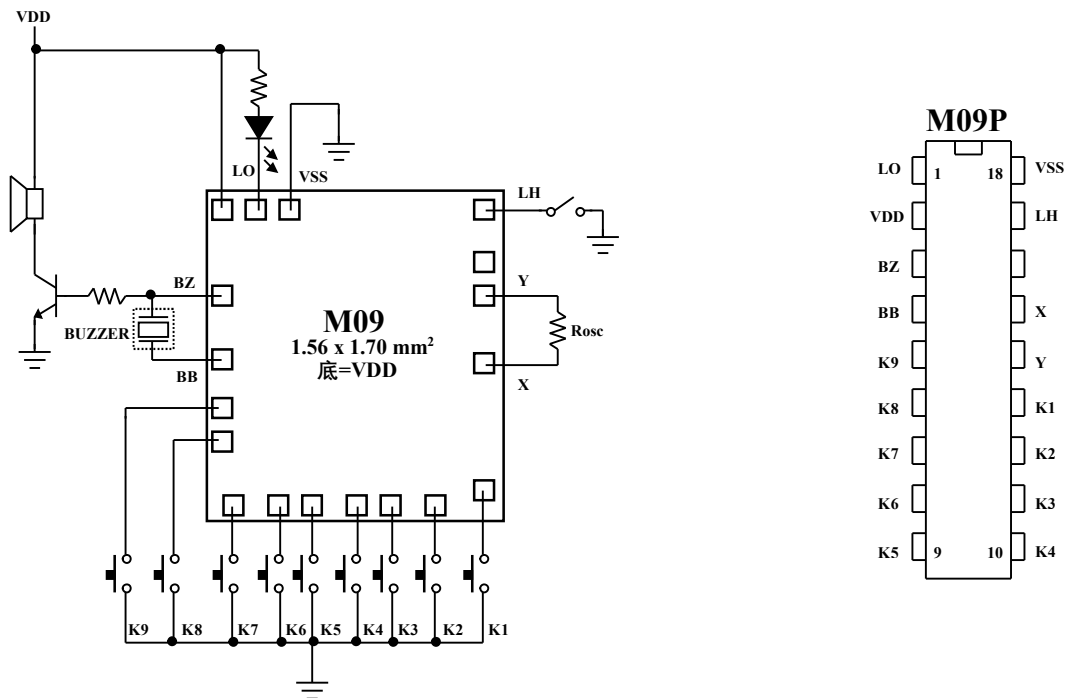 VDD
LO
VSS
LH
BZ
Y
BUZZER
M09
1.56 x 1.70 mm²
底=VDD
Rosc
BB
X
K9
K8
K7
K6
K5
K4
K3
K2
K1
M09P
LO 1 18 VSS
VDD LH
BZ
BB X
K9 Y
K8 K1
K7 K2
K6 K3
K5 9 10 K4